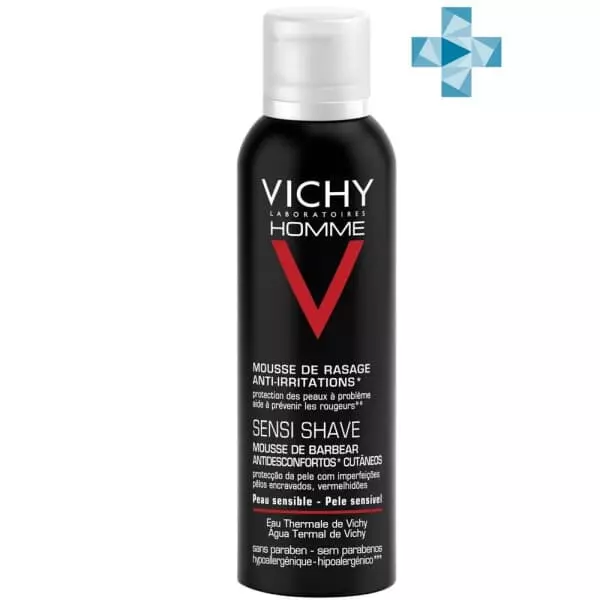 VICHY
LABORATOIRES
HOMME
V
MOUSSE DE RASAGE
ANTI-IRRITATIONS*
protection des peaux à problème
aide à prévenir les rougeurs**
SENSI SHAVE
MOUSSE DE BARBEAR
ANTIDESCONFORTOS* CUTÂNEOS
protecção da pele com imperfeições
pêlos encravados, vermelhidões
Peau sensible - Pele sensível
Eau Thermale de Vichy
Água Termal de Vichy
sans paraben - sem parabenos
hypoallergénique - hipoalergénico***